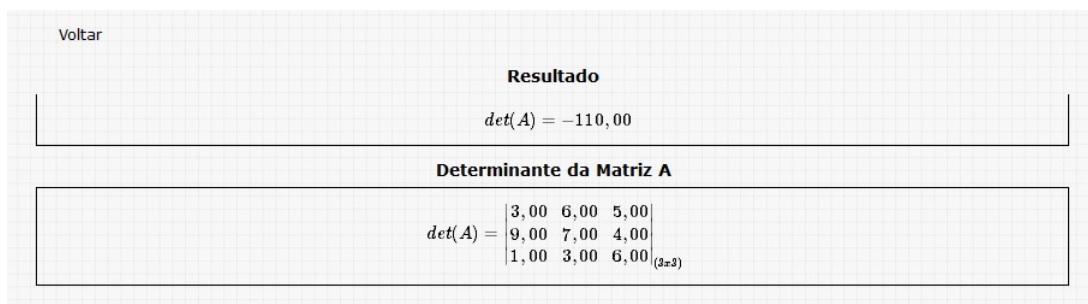 Voltar
Resultado
det(A) = −110, 00
Determinante da Matriz A
det(A) = |3, 00 6, 00 5, 00|
|9, 00 7, 00 4, 00|
|1, 00 3, 00 6, 00|(3x3)